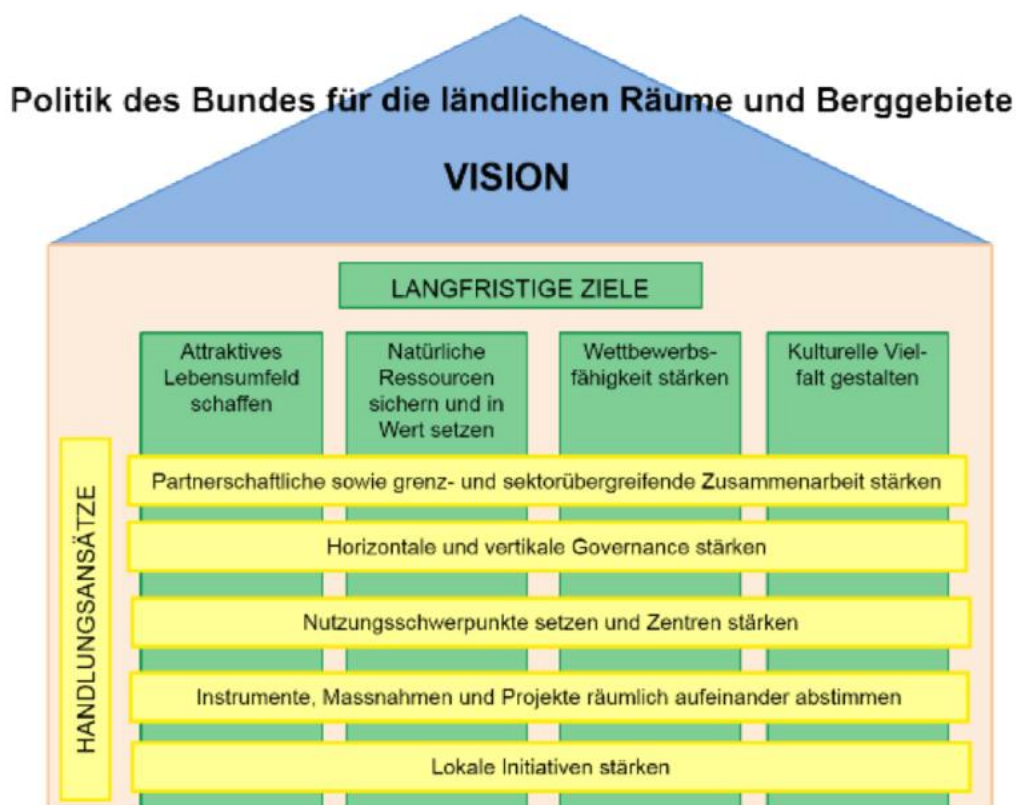 Politik des Bundes für die ländlichen Räume und Berggebiete
VISION
LANGFRISTIGE ZIELE
Attraktives
Lebensumfeld
schaffen
Natürliche
Ressourcen
sichern und in
Wert setzen
Wettbewerbs-
fähigkeit stärken
Kulturelle Viel-
falt gestalten
HANDLUNGSANSÄTZE
Partnerschaftliche sowie grenz- und sektorübergreifende Zusammenarbeit stärken
Horizontale und vertikale Governance stärken
Nutzungsschwerpunkte setzen und Zentren stärken
Instrumente, Massnahmen und Projekte räumlich aufeinander abstimmen
Lokale Initiativen stärken